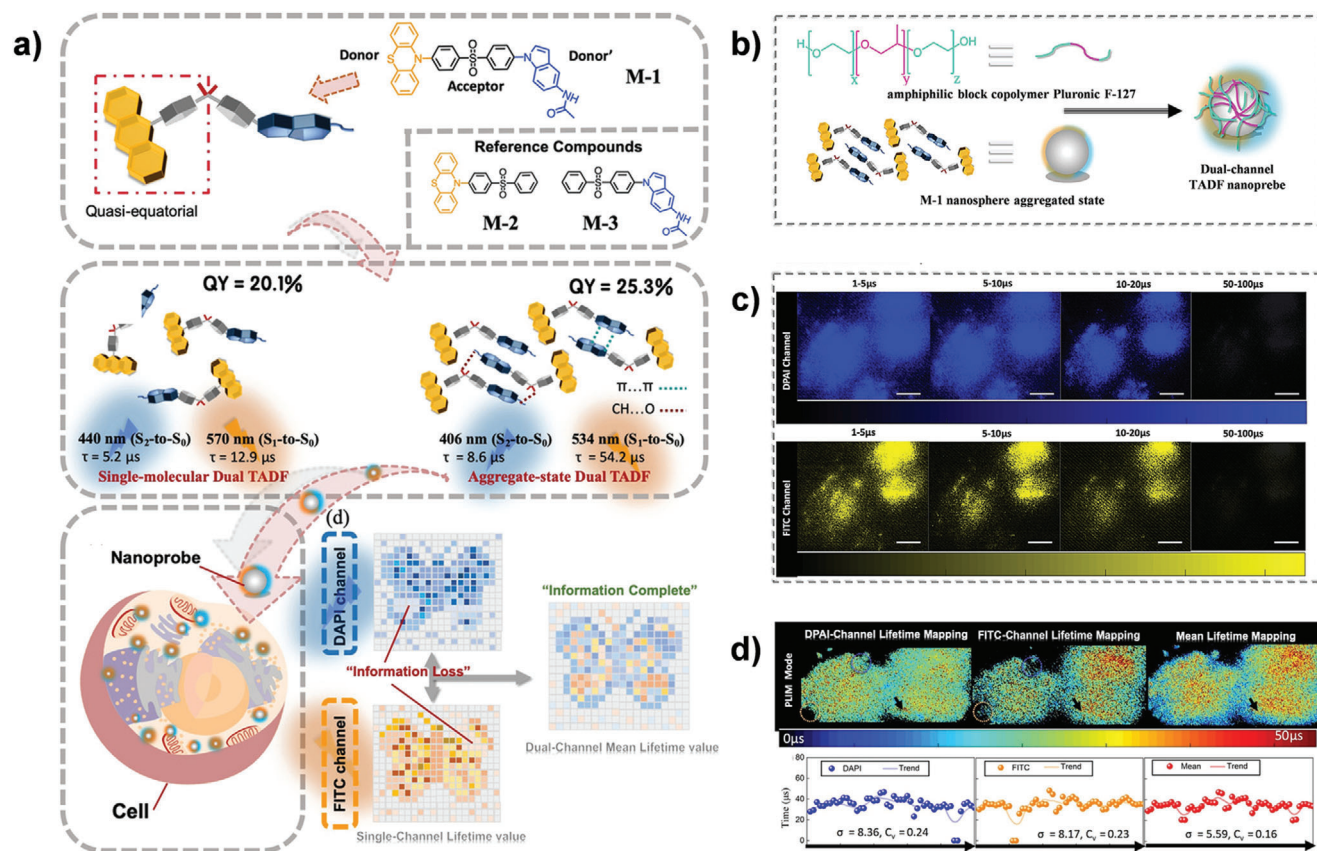 a)
Donor
Donor'
Acceptor
M-1
S
N
O
O
N
NH
O
Quasi-equatorial
Reference Compounds
S
N
O
O
M-2
O
O
N
NH
O
M-3
QY = 20.1%
QY = 25.3%
π...π
CH...O
440 nm (S2-to-S0)
τ = 5.2 µs
570 nm (S1-to-S0)
τ = 12.9 µs
Single-molecular Dual TADF
406 nm (S2-to-S0)
τ = 8.6 µs
534 nm (S1-to-S0)
τ = 54.2 µs
Aggregate-state Dual TADF
Nanoprobe
Cell
(d)
DAPI channel
FITC channel
"Information Loss"
"Information Complete"
Dual-Channel Mean Lifetime value
Single-Channel Lifetime value
b)
H
O
O
O
OH
x
y
z
amphiphilic block copolymer Pluronic F-127
M-1 nanosphere aggregated state
Dual-channel
TADF nanoprobe
c)
1-5µs
5-10µs
10-20µs
50-100µs
DPAI Channel
1-5µs
5-10µs
10-20µs
50-100µs
FITC Channel
d)
DPAI-Channel Lifetime Mapping
FITC-Channel Lifetime Mapping
Mean Lifetime Mapping
PLIM Mode
0µs
50µs
Time (µs)
80
60
40
20
0
DAPI
Trend
σ = 8.36, Cv = 0.24
FITC
Trend
σ = 8.17, Cv = 0.23
Mean
Trend
σ = 5.59, Cv = 0.16